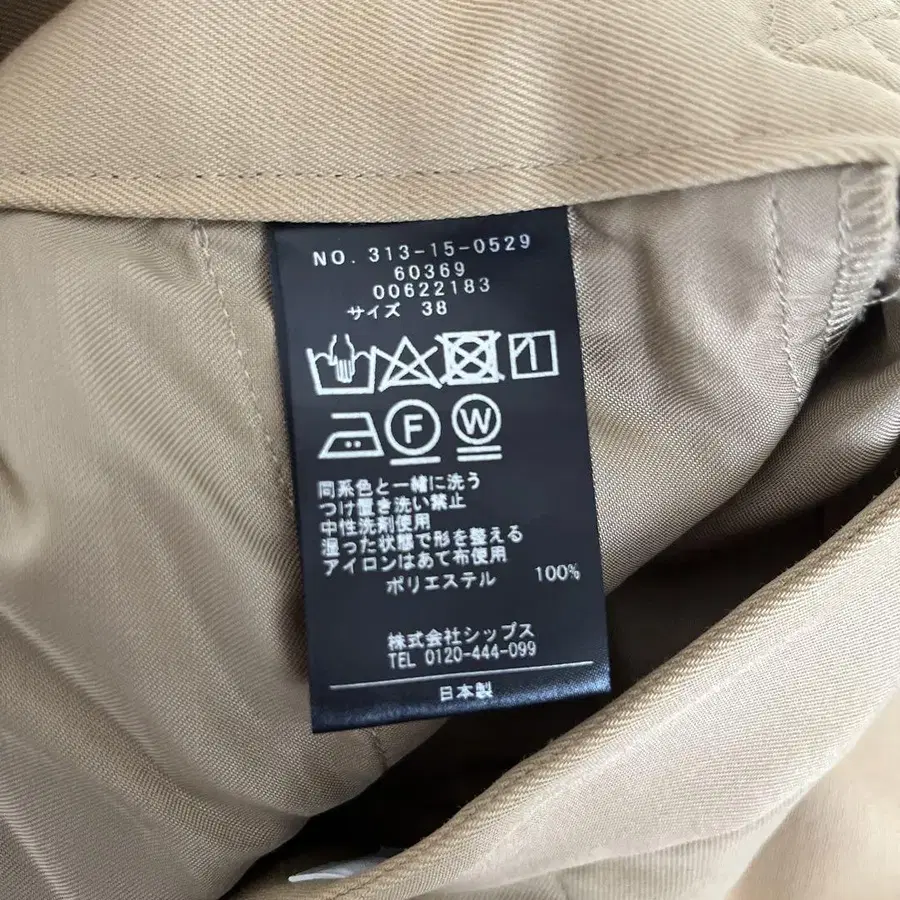 NO. 313-15-0529
60369
00622183
サイズ 38
F W
同系色と一緒に洗う
つけ置き洗い禁止
中性洗剤使用
湿った状態で形を整える
アイロンはあて布使用
ポリエステル 100%
株式会社シップス
TEL 0120-444-099
日本製